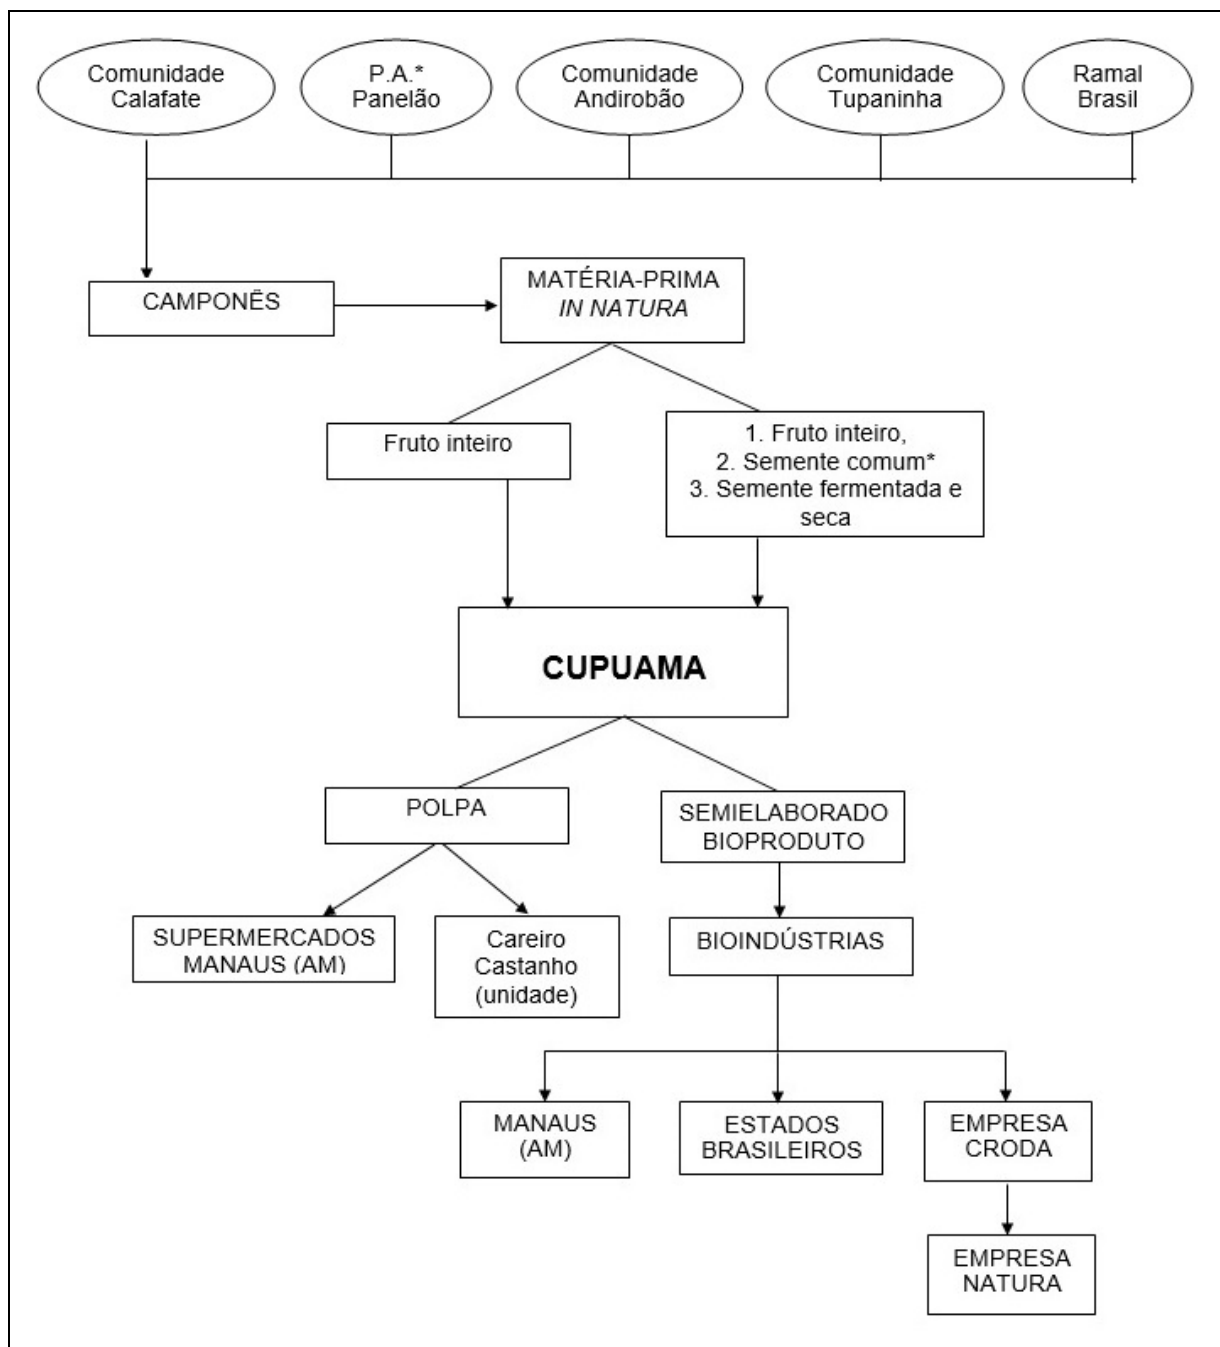 Comunidade
Calafate
P.A.*
Panelão
Comunidade
Andirobão
Comunidade
Tupaninha
Ramal
Brasil
CAMPONÊS
MATÉRIA-PRIMA
IN NATURA
Fruto inteiro
1. Fruto inteiro,
2. Semente comum*
3. Semente fermentada e
seca
CUPUAMA
POLPA
SEMIELABORADO
BIOPRODUTO
SUPERMERCADOS
MANAUS (AM)
Careiro
Castanho
(unidade)
BIOINDÚSTRIAS
MANAUS
(AM)
ESTADOS
BRASILEIROS
EMPRESA
CRODA
EMPRESA
NATURA